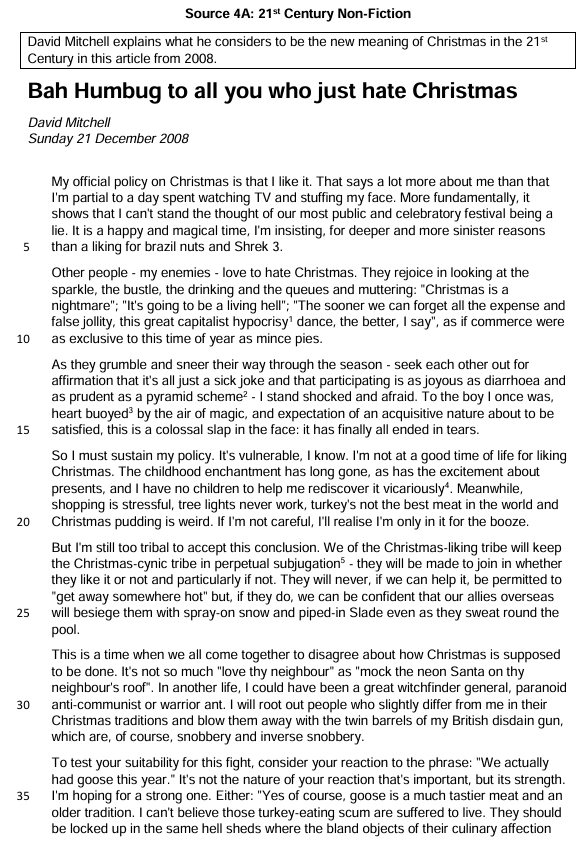 Source 4A: 21st Century Non-Fiction
David Mitchell explains what he considers to be the new meaning of Christmas in the 21st
Century in this article from 2008.
Bah Humbug to all you who just hate Christmas
David Mitchell
Sunday 21 December 2008
My official policy on Christmas is that I like it. That says a lot more about me than that
I'm partial to a day spent watching TV and stuffing my face. More fundamentally, it
shows that I can't stand the thought of our most public and celebratory festival being a
lie. It is a happy and magical time, I'm insisting, for deeper and more sinister reasons
5 than a liking for brazil nuts and Shrek 3.
Other people - my enemies - love to hate Christmas. They rejoice in looking at the
sparkle, the bustle, the drinking and the queues and muttering: "Christmas is a
nightmare"; "It's going to be a living hell"; "The sooner we can forget all the expense and
false jollity, this great capitalist hypocrisy1 dance, the better, I say", as if commerce were
10 as exclusive to this time of year as mince pies.
As they grumble and sneer their way through the season - seek each other out for
affirmation that it's all just a sick joke and that participating is as joyous as diarrhoea and
as prudent as a pyramid scheme2 - I stand shocked and afraid. To the boy I once was,
heart buoyed3 by the air of magic, and expectation of an acquisitive nature about to be
15 satisfied, this is a colossal slap in the face: it has finally all ended in tears.
So I must sustain my policy. It's vulnerable, I know. I'm not at a good time of life for liking
Christmas. The childhood enchantment has long gone, as has the excitement about
presents, and I have no children to help me rediscover it vicariously4. Meanwhile,
shopping is stressful, tree lights never work, turkey's not the best meat in the world and
20 Christmas pudding is weird. If I'm not careful, I'll realise I'm only in it for the booze.
But I'm still too tribal to accept this conclusion. We of the Christmas-liking tribe will keep
the Christmas-cynic tribe in perpetual subjugation5 - they will be made to join in whether
they like it or not and particularly if not. They will never, if we can help it, be permitted to
"get away somewhere hot" but, if they do, we can be confident that our allies overseas
25 will besiege them with spray-on snow and piped-in Slade even as they sweat round the
pool.
This is a time when we all come together to disagree about how Christmas is supposed
to be done. It's not so much "love thy neighbour" as "mock the neon Santa on thy
neighbour's roof". In another life, I could have been a great witchfinder general, paranoid
30 anti-communist or warrior ant. I will root out people who slightly differ from me in their
Christmas traditions and blow them away with the twin barrels of my British disdain gun,
which are, of course, snobbery and inverse snobbery.
To test your suitability for this fight, consider your reaction to the phrase: "We actually
had goose this year." It's not the nature of your reaction that's important, but its strength.
35 I'm hoping for a strong one. Either: "Yes of course, goose is a much tastier meat and an
older tradition. I can't believe those turkey-eating scum are suffered to live. They should
be locked up in the same hell sheds where the bland objects of their culinary affection